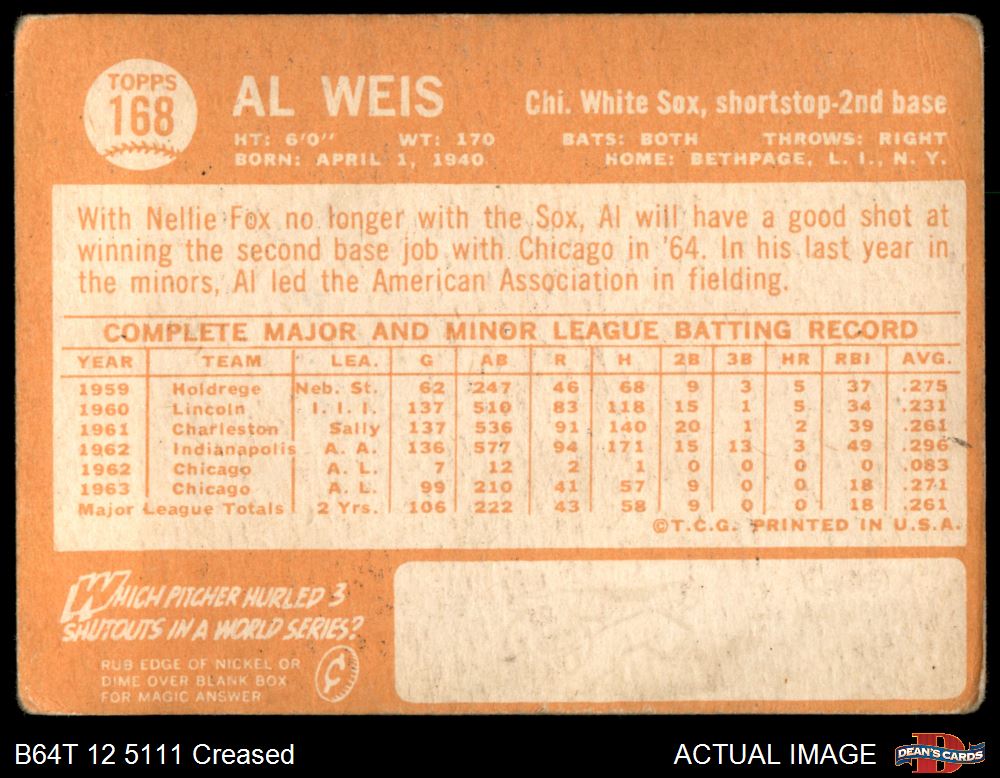 TOPPS
168
AL WEIS
Chi. White Sox, shortstop-2nd base
HT: 6'0" WT: 170 BATS: BOTH THROWS: RIGHT
BORN: APRIL 1, 1940 HOME: BETHPAGE, L. I., N. Y.
With Nellie Fox no longer with the Sox, Al will have a good shot at
winning the second base job with Chicago in '64. In his last year in
the minors, Al led the American Association in fielding.
COMPLETE MAJOR AND MINOR LEAGUE BATTING RECORD
YEAR TEAM LEA. G AB R H 2B 3B HR RBI AVG.
1959 Holdrege Neb. St. 62 247 46 68 9 3 5 37 .275
1960 Lincoln I. I. I. 137 510 83 118 15 1 5 34 .231
1961 Charleston Sally 137 536 91 140 20 1 2 39 .261
1962 Indianapolis A. A. 136 577 94 171 15 13 3 49 .296
1962 Chicago A. L. 7 12 2 1 0 0 0 0 .083
1963 Chicago A. L. 99 210 41 57 9 0 0 18 .271
Major League Totals 2 Yrs. 106 222 43 58 9 0 0 18 .261
©T.C.G. PRINTED IN U.S.A.
WHICH PITCHER HURLED 3
SHUTOUTS IN A WORLD SERIES?
RUB EDGE OF NICKEL OR
DIME OVER BLANK BOX
FOR MAGIC ANSWER
¢
B64T 12 5111 Creased
ACTUAL IMAGE
DEAN'S CARDS